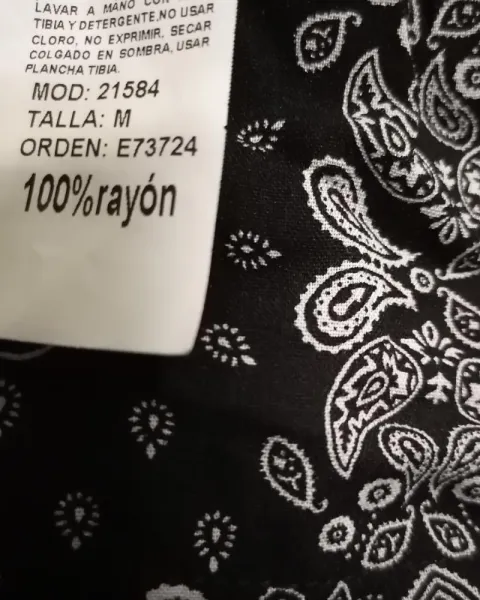 LAVAR A MANO CON
TIBIA Y DETERGENTE,NO USAR
CLORO, NO EXPRIMIR, SECAR
COLGADO EN SOMBRA, USAR
PLANCHA TIBIA.
MOD: 21584
TALLA: M
ORDEN: E73724
100%rayón